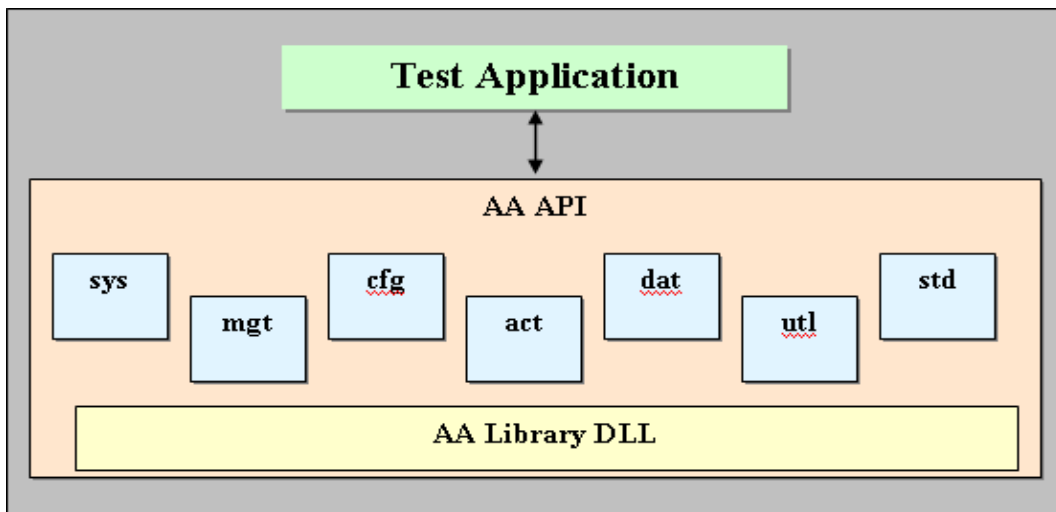 Test Application
AA API
sys
mgt
cfg
act
dat
utl
std
AA Library DLL